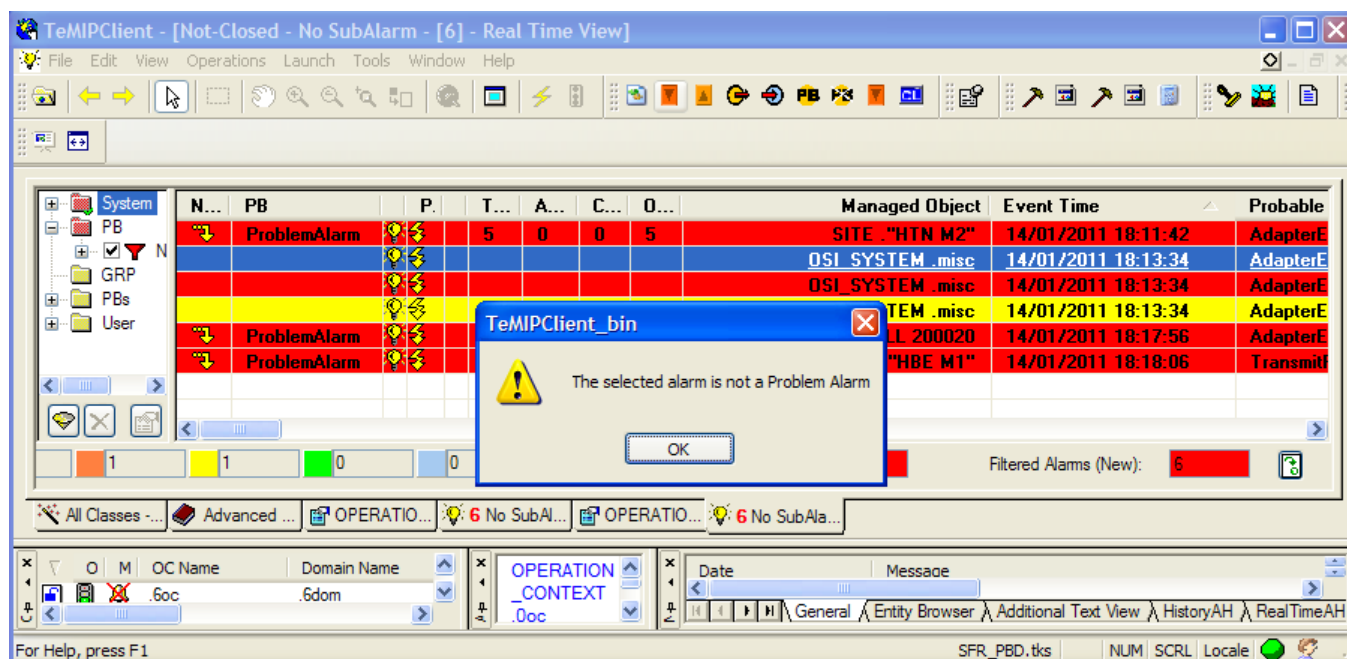 TeMIPClient - [Not-Closed - No SubAlarm - [6] - Real Time View]
File Edit View Operations Launch Tools Window Help
PB CL
System N... PB P. T... A... C... O... Managed Object Event Time Probable
PB ProblemAlarm 5 0 0 5 SITE ."HTN M2" 14/01/2011 18:11:42 AdapterE
N OSI_SYSTEM .misc 14/01/2011 18:13:34 AdapterE
GRP OSI_SYSTEM .misc 14/01/2011 18:13:34 AdapterE
PBs TEM .misc 14/01/2011 18:13:34 AdapterE
User ProblemAlarm LL 200020 14/01/2011 18:17:56 AdapterE
ProblemAlarm "HBE M1" 14/01/2011 18:18:06 Transmit
TeMIPClient_bin
The selected alarm is not a Problem Alarm
OK
1 1 0 0 Filtered Alarms (New): 6
All Classes -... Advanced ... OPERATIO... 6 No SubAl... OPERATIO... 6 No SubAla...
O M OC Name Domain Name
.6oc .6dom
OPERATION
_CONTEXT
.0oc
Date Message
General Entity Browser Additional Text View HistoryAH RealTimeAH
For Help, press F1 SFR_PBD.tks NUM SCRL Locale